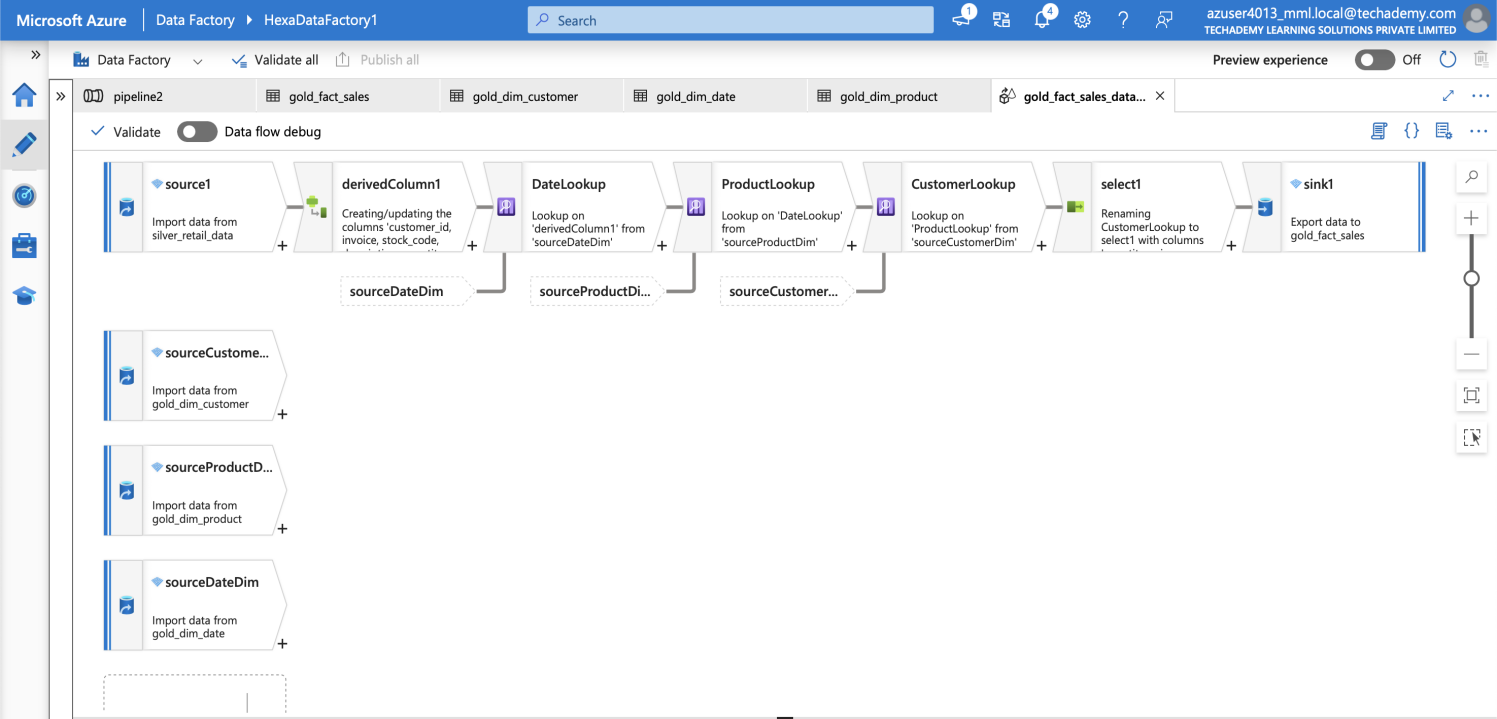 Microsoft Azure
Data Factory
HexaDataFactory1
Search
1
4
azuser4013_mml.local@techademy.com
TECHADEMY LEARNING SOLUTIONS PRIVATE LIMITED
Data Factory
Validate all
Publish all
Preview experience
Off
pipeline2
gold_fact_sales
gold_dim_customer
gold_dim_date
gold_dim_product
gold_fact_sales_data...
Validate
Data flow debug
source1
Import data from
silver_retail_data
derivedColumn1
Creating/updating the
columns 'customer_id,
invoice, stock_code,
DateLookup
Lookup on
'derivedColumn1' from
'sourceDateDim'
ProductLookup
Lookup on 'DateLookup'
from
'sourceProductDim'
CustomerLookup
Lookup on
'ProductLookup' from
'sourceCustomerDim'
select1
Renaming
CustomerLookup to
select1 with columns
sink1
Export data to
gold_fact_sales
sourceDateDim
sourceProductDi...
sourceCustomer...
sourceCustome...
Import data from
gold_dim_customer
sourceProductD...
Import data from
gold_dim_product
sourceDateDim
Import data from
gold_dim_date